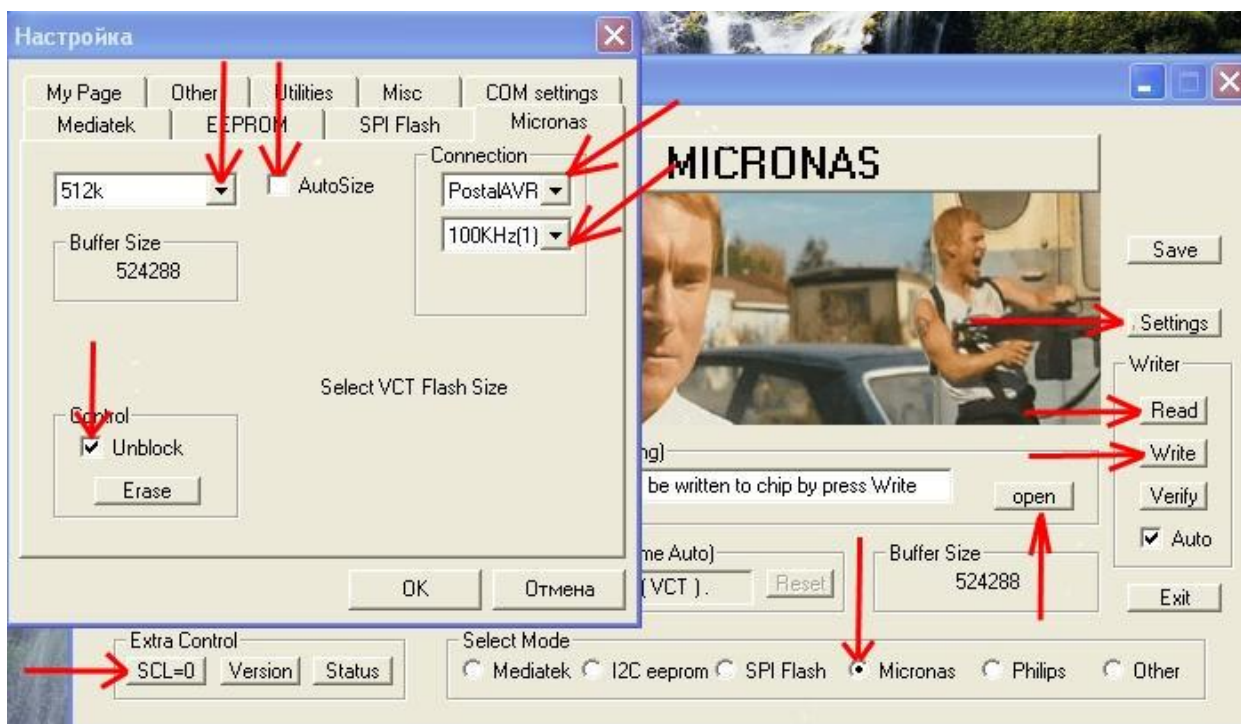 Настройка
My Page Other Utilities Misc COM settings
Mediatek EEPROM SPI Flash Micronas
512k
AutoSize
Connection
PostalAVR
100KHz(1)
Buffer Size
524288
Select VCT Flash Size
Control
Unblock
Erase
OK Отмена
MICRONAS
Save
Settings
Writer
Read
Write
Verify
Auto
Exit
ng)
be written to chip by press Write
open
me Auto)
( VCT ) .
Reset
Buffer Size
524288
Extra Control
SCL=0 Version Status
Select Mode
Mediatek I2C eeprom SPI Flash Micronas Philips Other